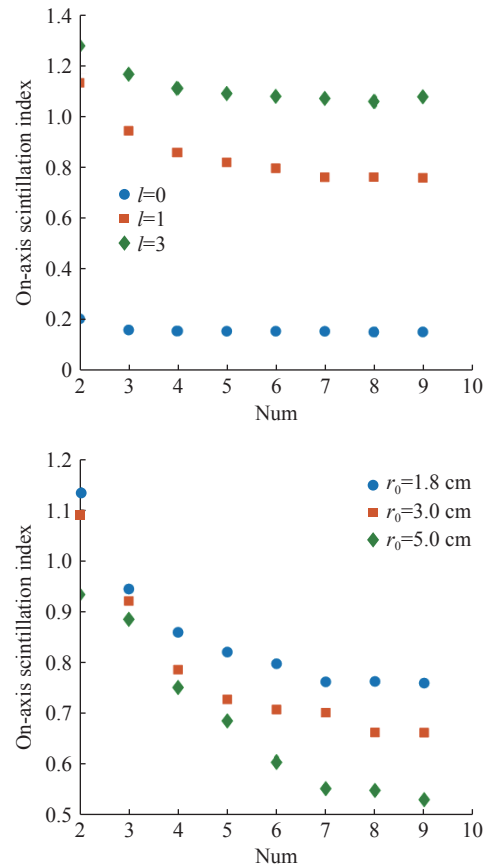 1.4
1.2
1.0
0.8
0.6
0.4
0.2
0
On-axis scintillation index
l=0
l=1
l=3
2 3 4 5 6 7 8 9 10
Num
1.2
1.1
1.0
0.9
0.8
0.7
0.6
0.5
On-axis scintillation index
r₀=1.8 cm
r₀=3.0 cm
r₀=5.0 cm
2 3 4 5 6 7 8 9 10
Num